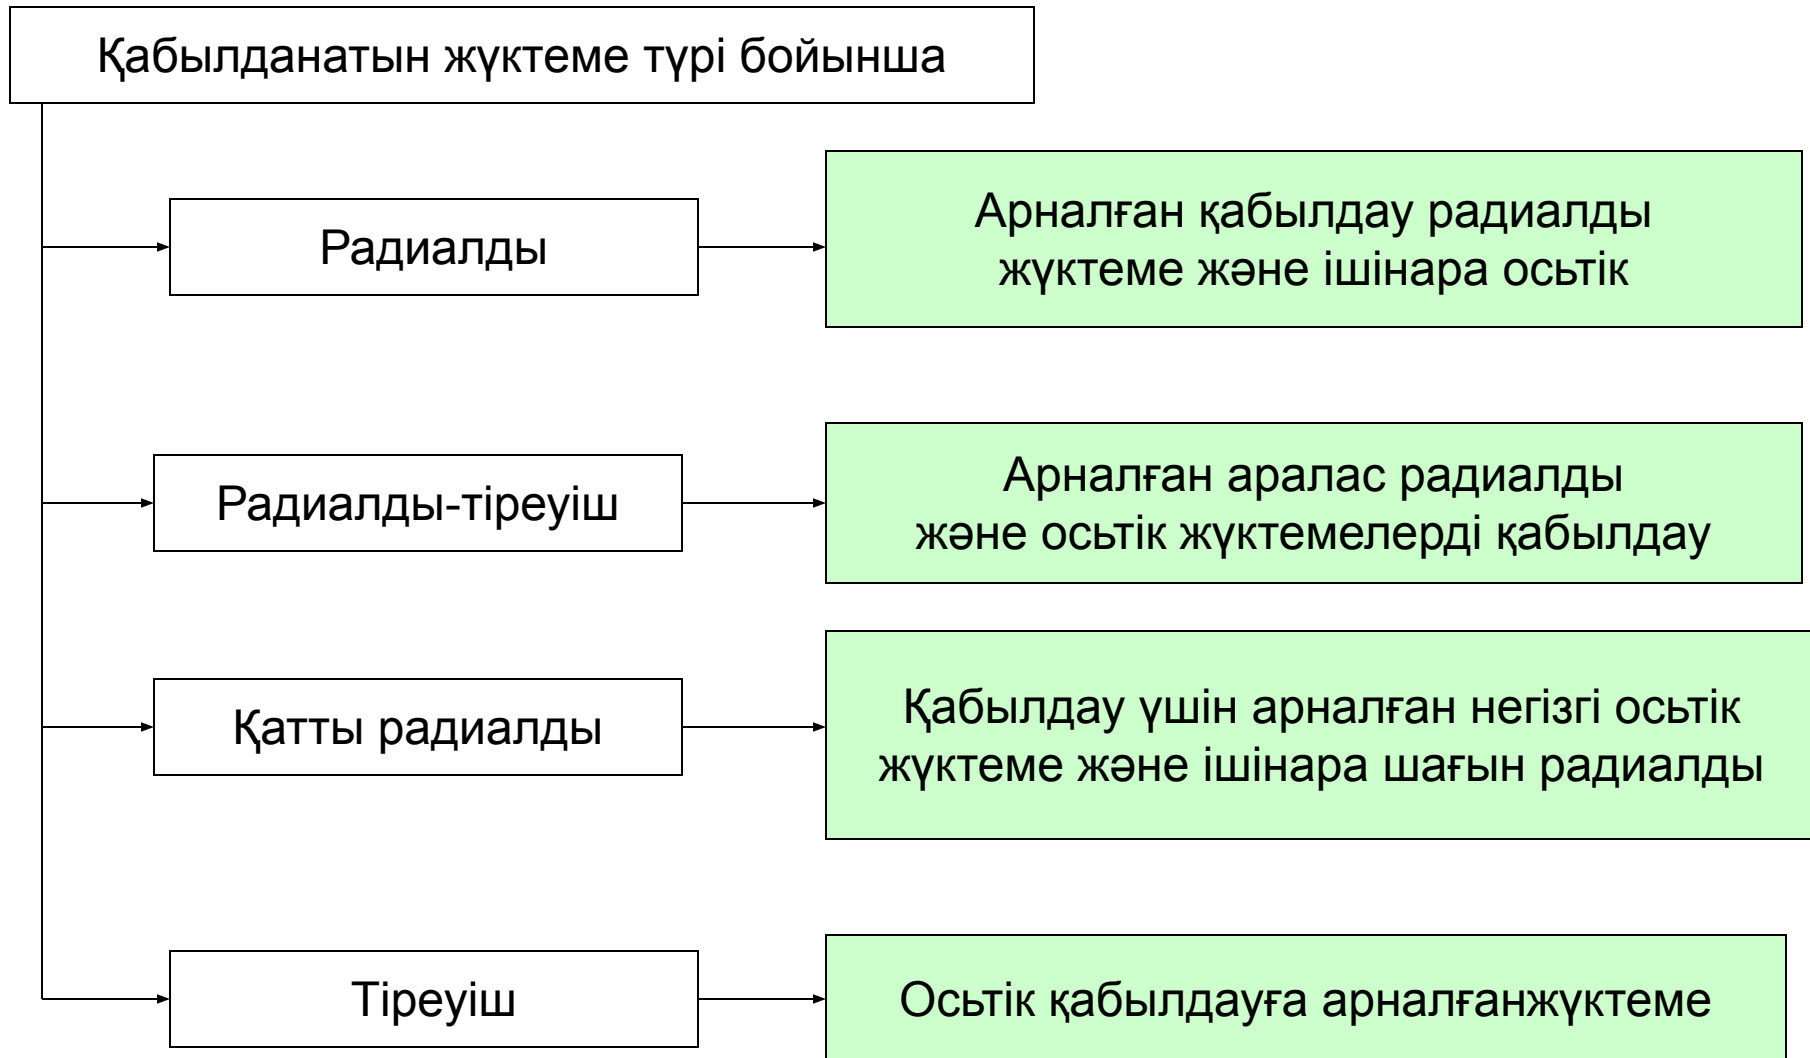 Қабылданатын жүктеме түрі бойынша
Радиалды
Арналған қабылдау радиалды
жүктеме және ішінара осьтік
Радиалды-тіреуіш
Арналған аралас радиалды
және осьтік жүктемелерді қабылдау
Қатты радиалды
Қабылдау үшін арналған негізгі осьтік
жүктеме және ішінара шағын радиалды
Тіреуіш
Осьтік қабылдауға арналғанжүктеме